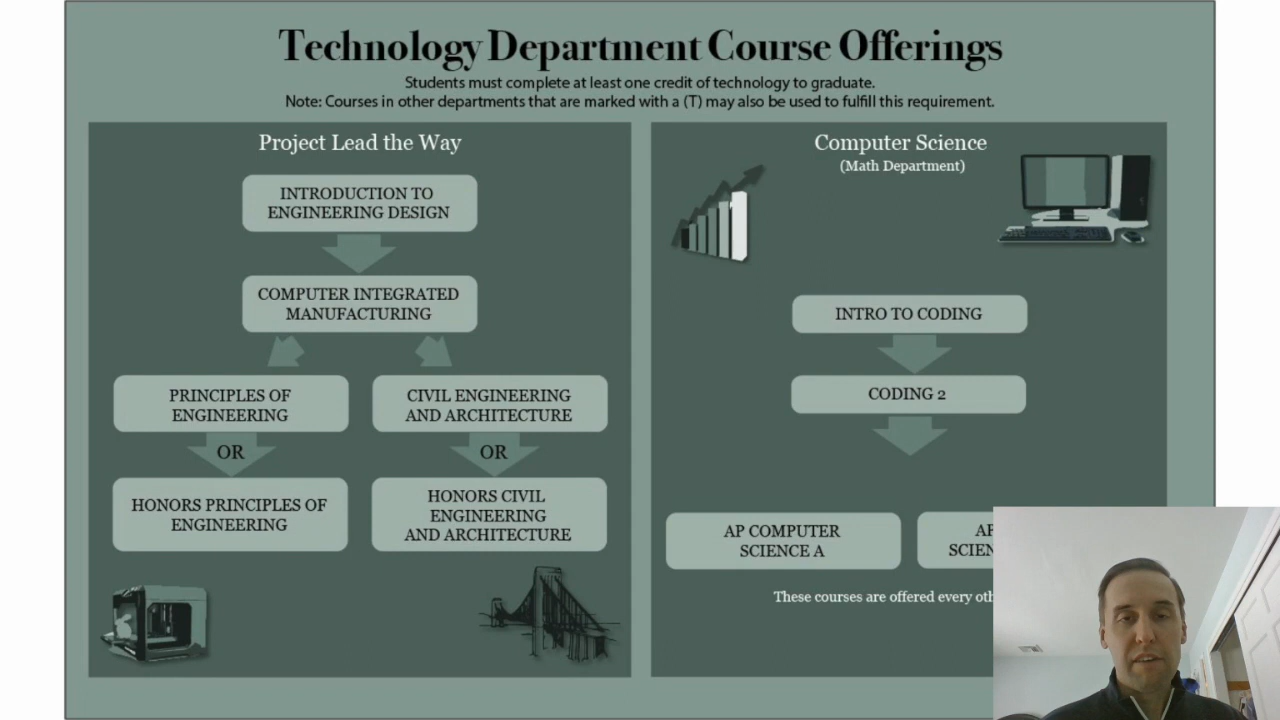 Technology Department Course Offerings
Students must complete at least one credit of technology to graduate.
Note: Courses in other departments that are marked with a (T) may also be used to fulfill this requirement.
Project Lead the Way
INTRODUCTION TO
ENGINEERING DESIGN
COMPUTER INTEGRATED
MANUFACTURING
PRINCIPLES OF
ENGINEERING
CIVIL ENGINEERING
AND ARCHITECTURE
OR
OR
HONORS PRINCIPLES OF
ENGINEERING
HONORS CIVIL
ENGINEERING
AND ARCHITECTURE
Computer Science
(Math Department)
INTRO TO CODING
CODING 2
AP COMPUTER
SCIENCE A
These courses are offered every